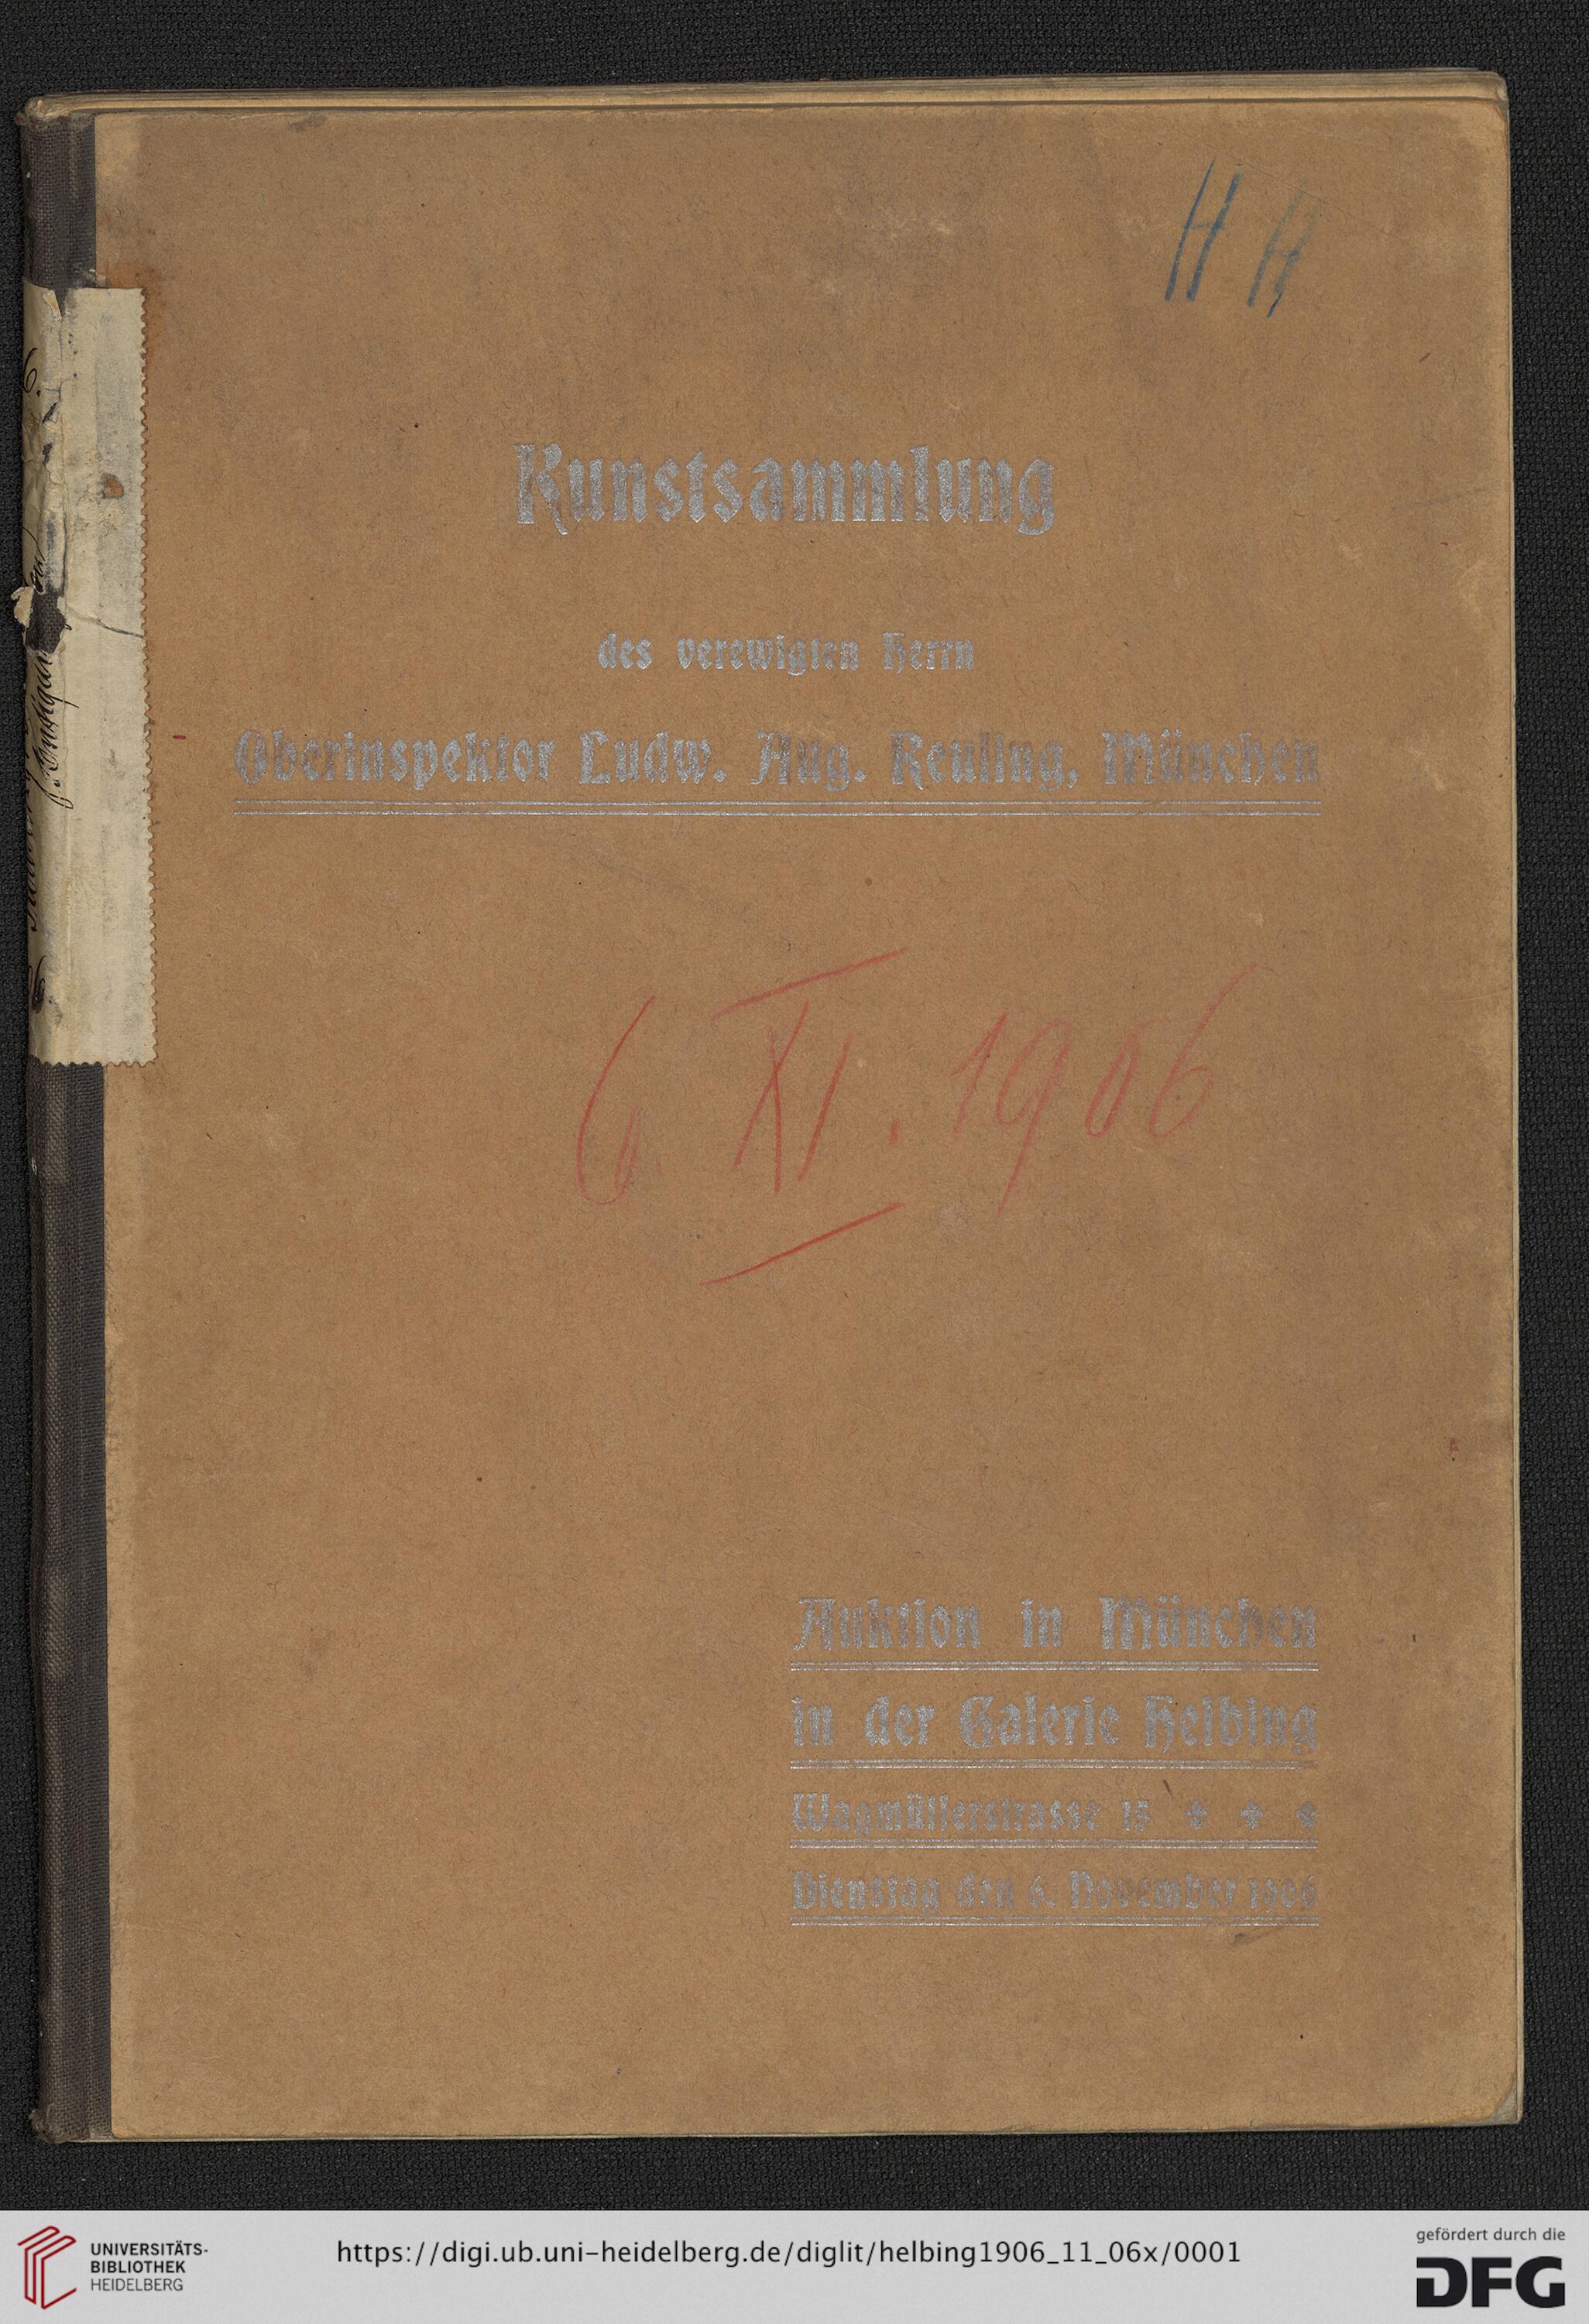 H H
Kunstsammlung
des verewigten Herrn
Oberinspektor Ludw. Aug. Reuling, München
6. XI. 1906
Auktion in München
in der Galerie Helbing
Wagmüllerstrasse 15
Dienstag den 6. November 1906
UNIVERSITÄTS-
BIBLIOTHEK
HEIDELBERG
https://digi.ub.uni-heidelberg.de/diglit/helbing1906_11_06x/0001
gefördert durch die
DFG